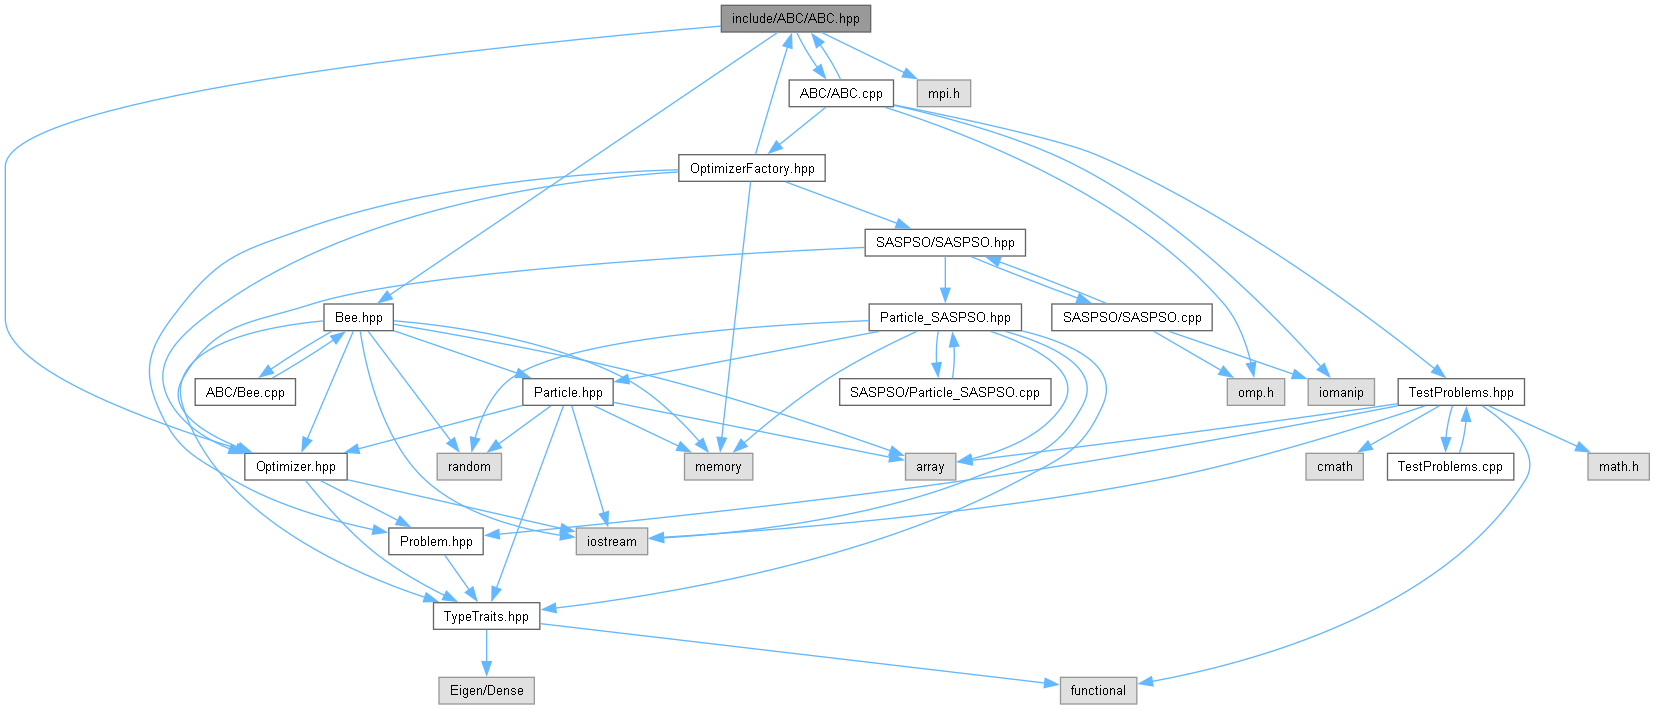 include/ABC/ABC.hpp
ABC/ABC.cpp
mpi.h
OptimizerFactory.hpp
SASPSO/SASPSO.hpp
Bee.hpp
Particle_SASPSO.hpp
SASPSO/SASPSO.cpp
ABC/Bee.cpp
Particle.hpp
SASPSO/Particle_SASPSO.cpp
omp.h
iomanip
TestProblems.hpp
Optimizer.hpp
random
memory
array
cmath
TestProblems.cpp
math.h
Problem.hpp
iostream
TypeTraits.hpp
Eigen/Dense
functional